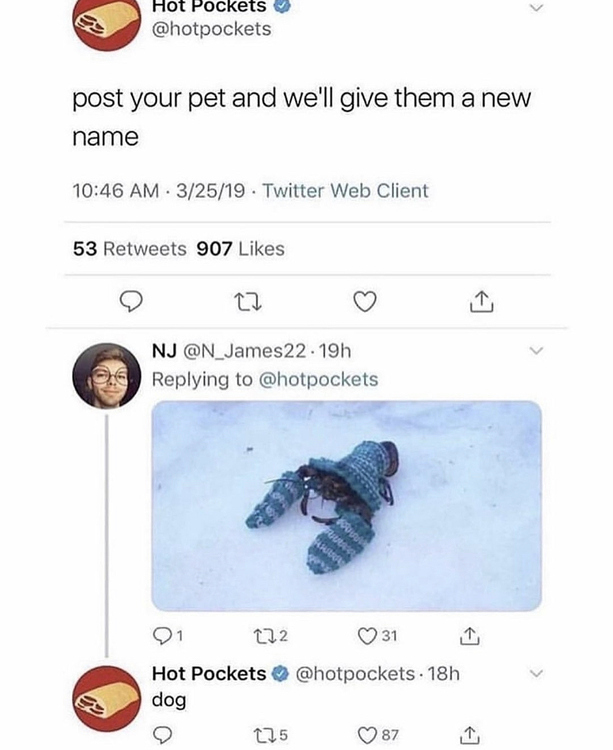 Hot Pockets
@hotpockets
post your pet and we'll give them a new
name
10:46 AM · 3/25/19 · Twitter Web Client
53 Retweets 907 Likes
NJ @N_James22 · 19h
Replying to @hotpockets
1 2 31
Hot Pockets @hotpockets · 18h
dog
5 87